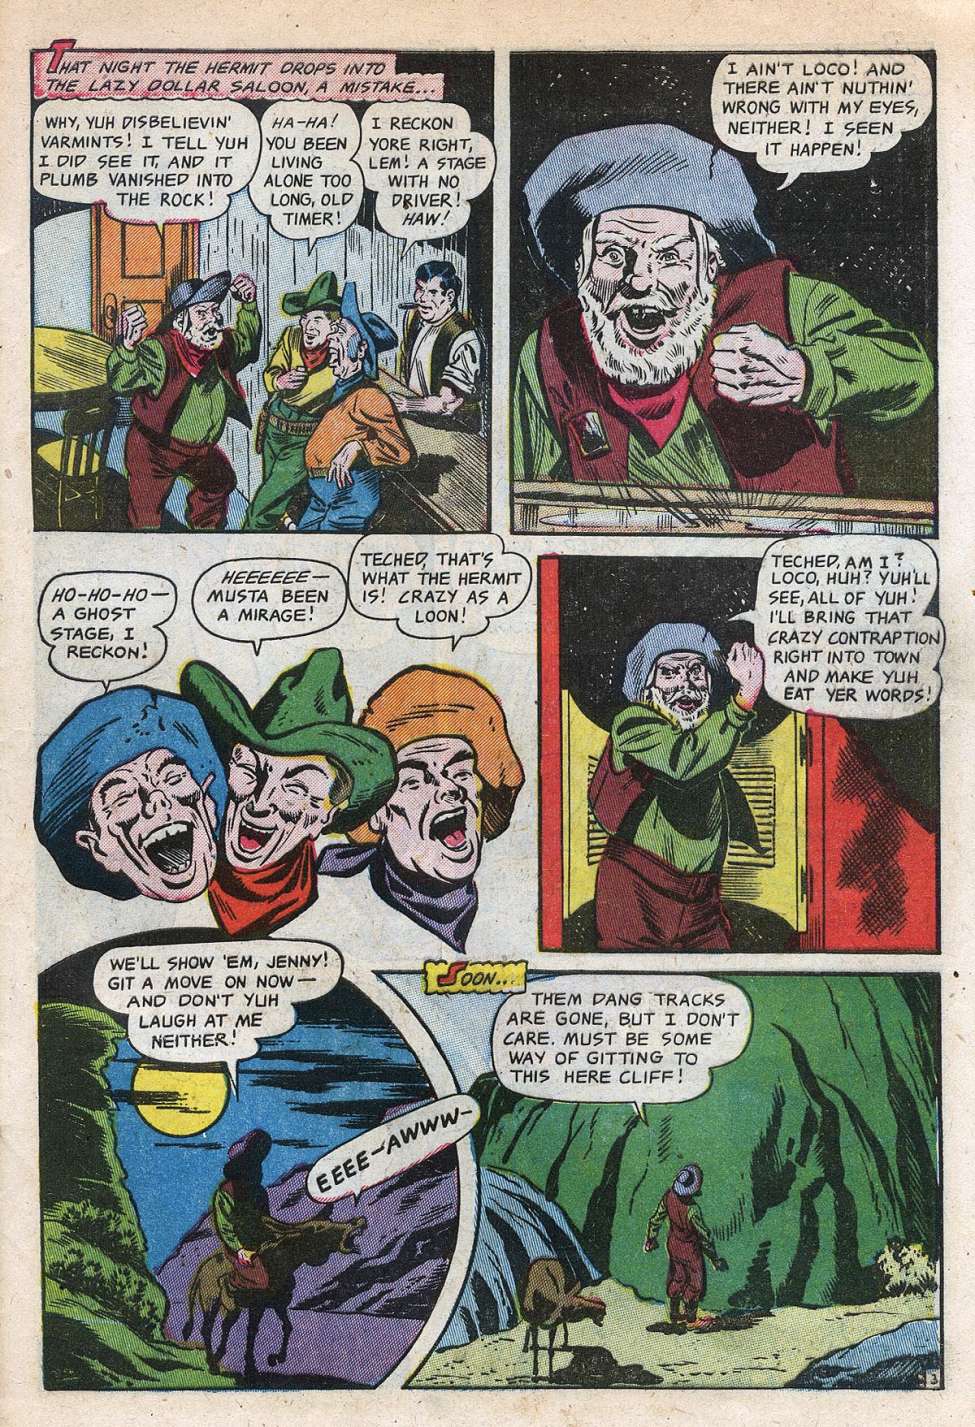 THAT NIGHT THE HERMIT DROPS INTO
THE LAZY DOLLAR SALOON, A MISTAKE...
WHY, YUH DISBELIEVIN'
VARMINTS! I TELL YUH
I DID SEE IT, AND IT
PLUMB VANISHED INTO
THE ROCK!
HA-HA!
YOU BEEN
LIVING
ALONE TOO
LONG, OLD
TIMER!
I RECKON
YORE RIGHT,
LEM! A STAGE
WITH NO
DRIVER!
HAW!
I AIN'T LOCO! AND
THERE AIN'T NUTHIN'
WRONG WITH MY EYES,
NEITHER! I SEEN
IT HAPPEN!
HO-HO-HO—
A GHOST
STAGE, I
RECKON!
HEEEEEE—
MUSTA BEEN
A MIRAGE!
TECHED, THAT'S
WHAT THE HERMIT
IS! CRAZY AS A
LOON!
TECHED, AM I?
LOCO, HUH? YUH'LL
SEE, ALL OF YUH!
I'LL BRING THAT
CRAZY CONTRAPTION
RIGHT INTO TOWN
AND MAKE YUH
EAT YER WORDS!
WE'LL SHOW 'EM, JENNY!
GIT A MOVE ON NOW—
AND DON'T YUH
LAUGH AT ME
NEITHER!
EEEE-AWWW-
SOON...
THEM DANG TRACKS
ARE GONE, BUT I DON'T
CARE. MUST BE SOME
WAY OF GITTING TO
THIS HERE CLIFF!
3